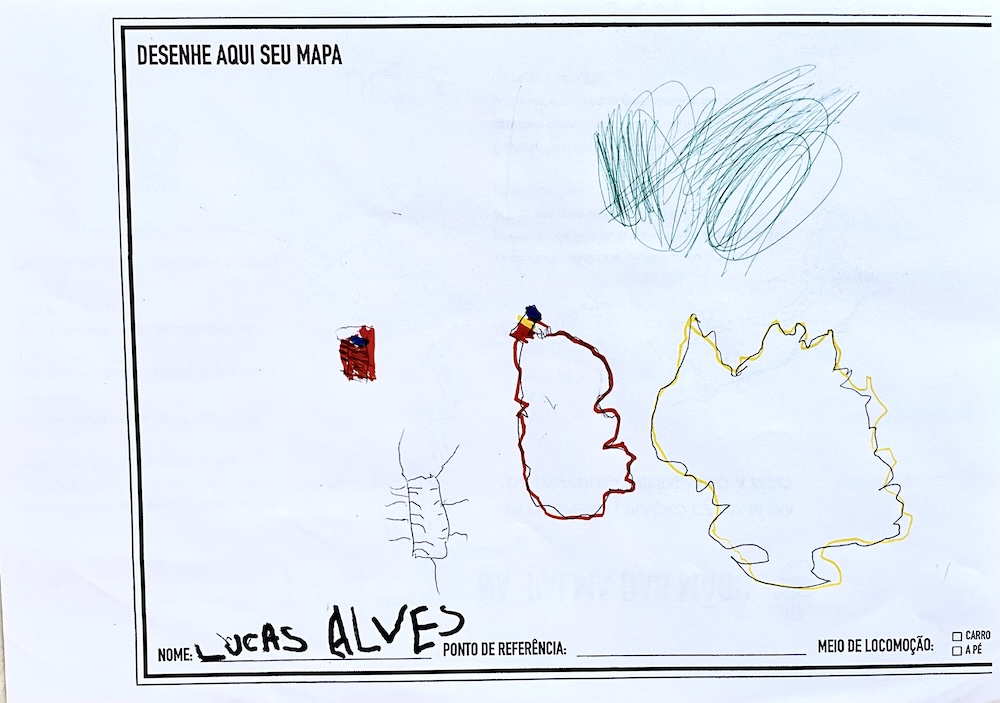 DESENHE AQUI SEU MAPA
NOME: LUCAS ALVES PONTO DE REFERÊNCIA: MEIO DE LOCOMOÇÃO: CARRO
A PÉ